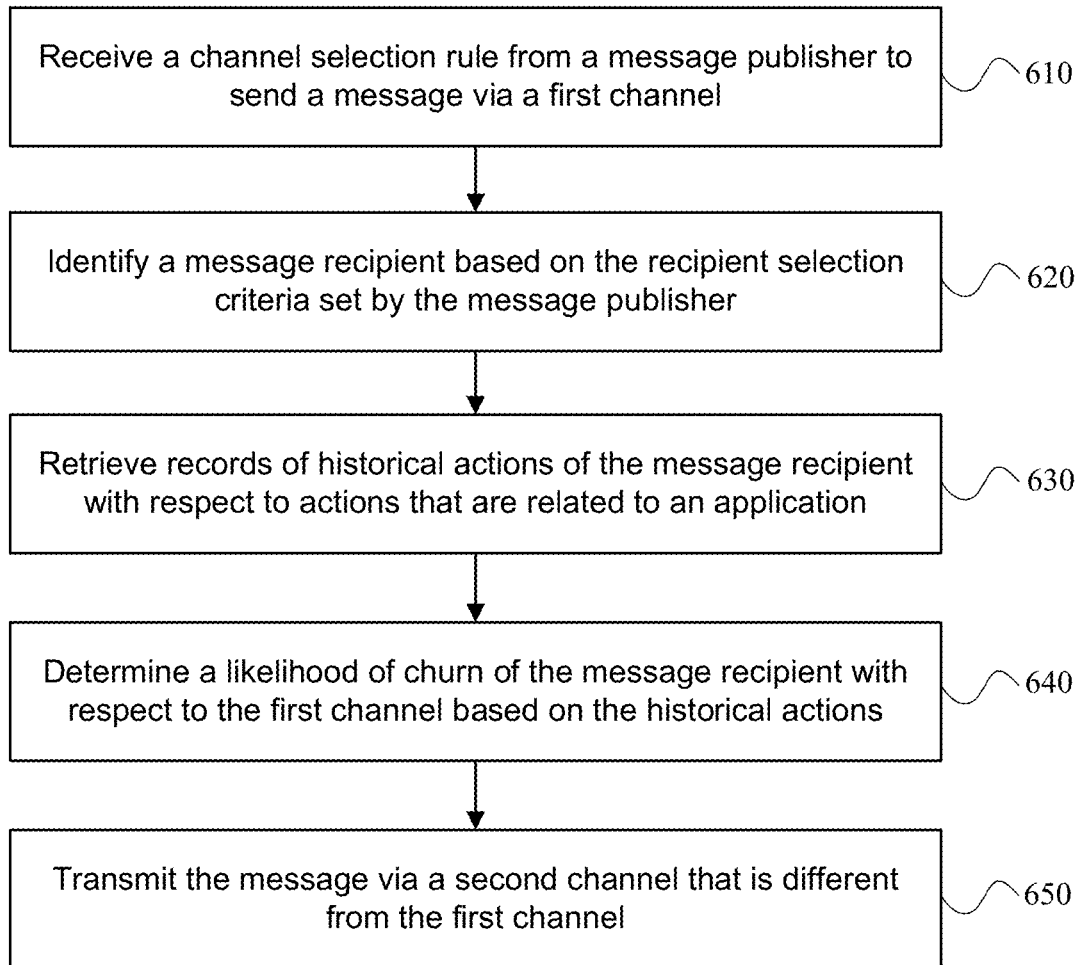 Receive a channel selection rule from a message publisher to
send a message via a first channel
610
Identify a message recipient based on the recipient selection
criteria set by the message publisher
620
Retrieve records of historical actions of the message recipient
with respect to actions that are related to an application
630
Determine a likelihood of churn of the message recipient with
respect to the first channel based on the historical actions
640
Transmit the message via a second channel that is different
from the first channel
650